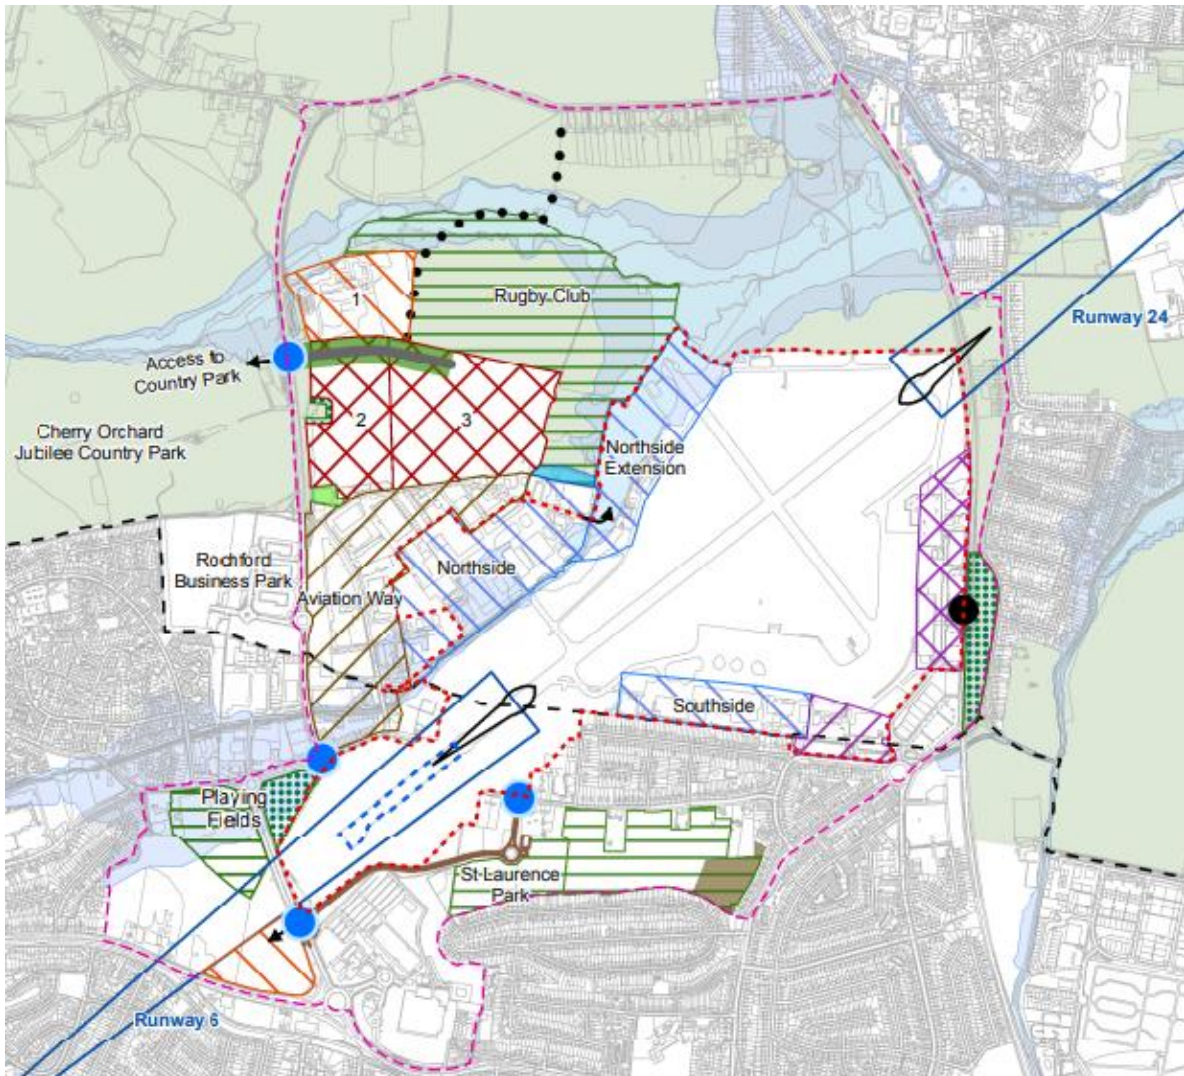 1
Rugby Club
Runway 24
Access to
Country Park
2
3
Cherry Orchard
Jubilee Country Park
Northside
Extension
Rochford
Business Park
Northside
Aviation Way
Southside
Playing
Fields
St Laurence
Park
Runway 6